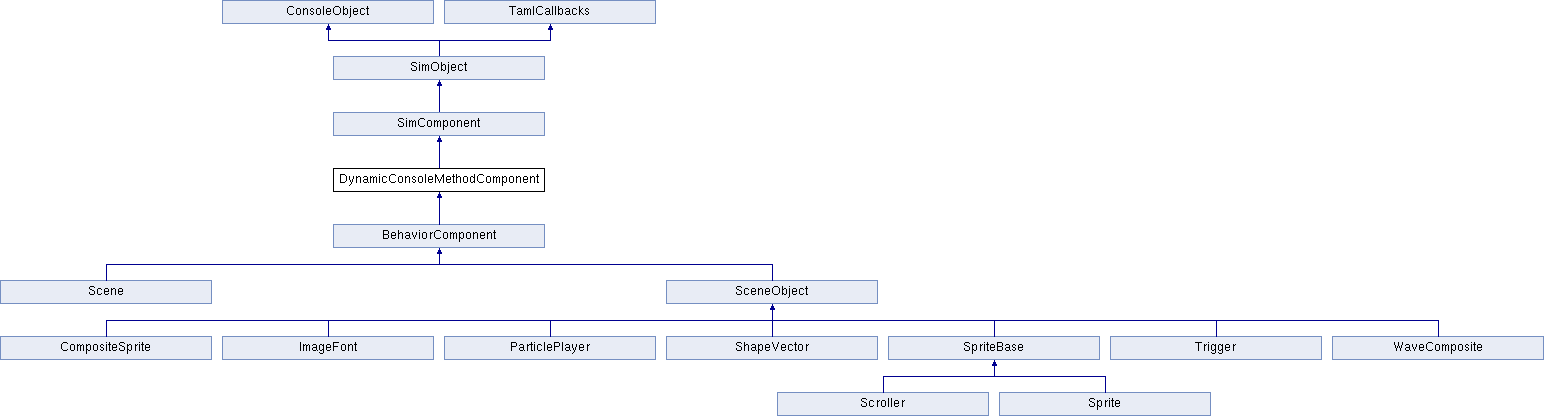 ConsoleObject
TamlCallbacks
SimObject
SimComponent
DynamicConsoleMethodComponent
BehaviorComponent
Scene
SceneObject
CompositeSprite
ImageFont
ParticlePlayer
ShapeVector
SpriteBase
Trigger
WaveComposite
Scroller
Sprite